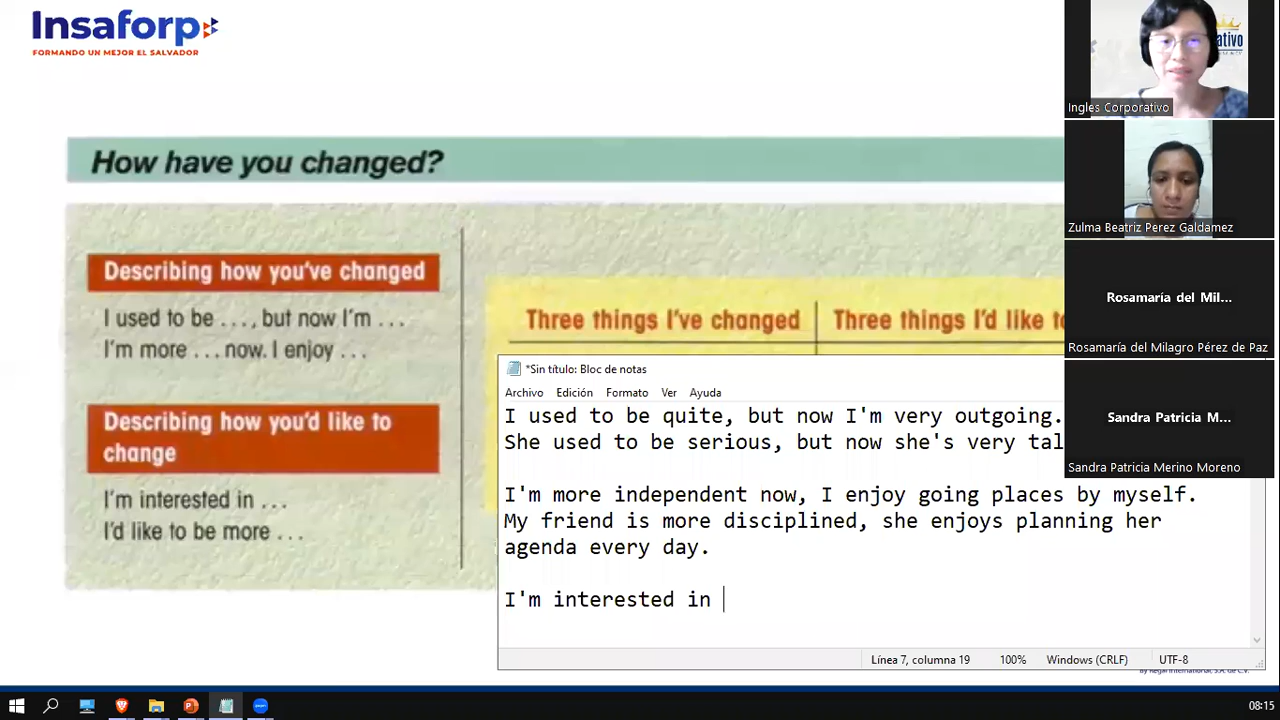 Insaforp
FORMANDO UN MEJOR EL SALVADOR
How have you changed?
Describing how you've changed
I used to be ..., but now I'm ...
I'm more ... now. I enjoy ...
Describing how you'd like to
change
I'm interested in ...
I'd like to be more ...
Three things I've changed
Three things I'd like to
*Sin título: Bloc de notas
Archivo Edición Formato Ver Ayuda
I used to be quite, but now I'm very outgoing.
She used to be serious, but now she's very tal
I'm more independent now, I enjoy going places by myself.
My friend is more disciplined, she enjoys planning her
agenda every day.
I'm interested in
Línea 7, columna 19 100% Windows (CRLF) UTF-8
by Regal International, S.A. de C.V.
ativo
Ingles Corporativo
Zulma Beatriz Perez Galdamez
Rosamaría del Mil...
Rosamaría del Milagro Pérez de Paz
Sandra Patricia M...
Sandra Patricia Merino Moreno
08:15